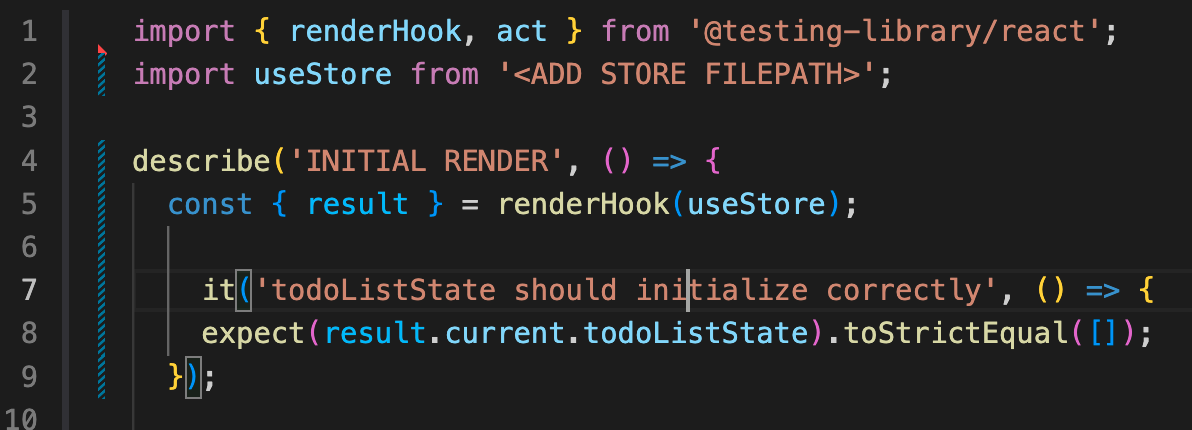 1 import { renderHook, act } from '@testing-library/react';
2 import useStore from '<ADD STORE FILEPATH>';
3
4 describe('INITIAL RENDER', () => {
5 const { result } = renderHook(useStore);
6
7 it('todoListState should initialize correctly', () => {
8 expect(result.current.todoListState).toStrictEqual([]);
9 });
10